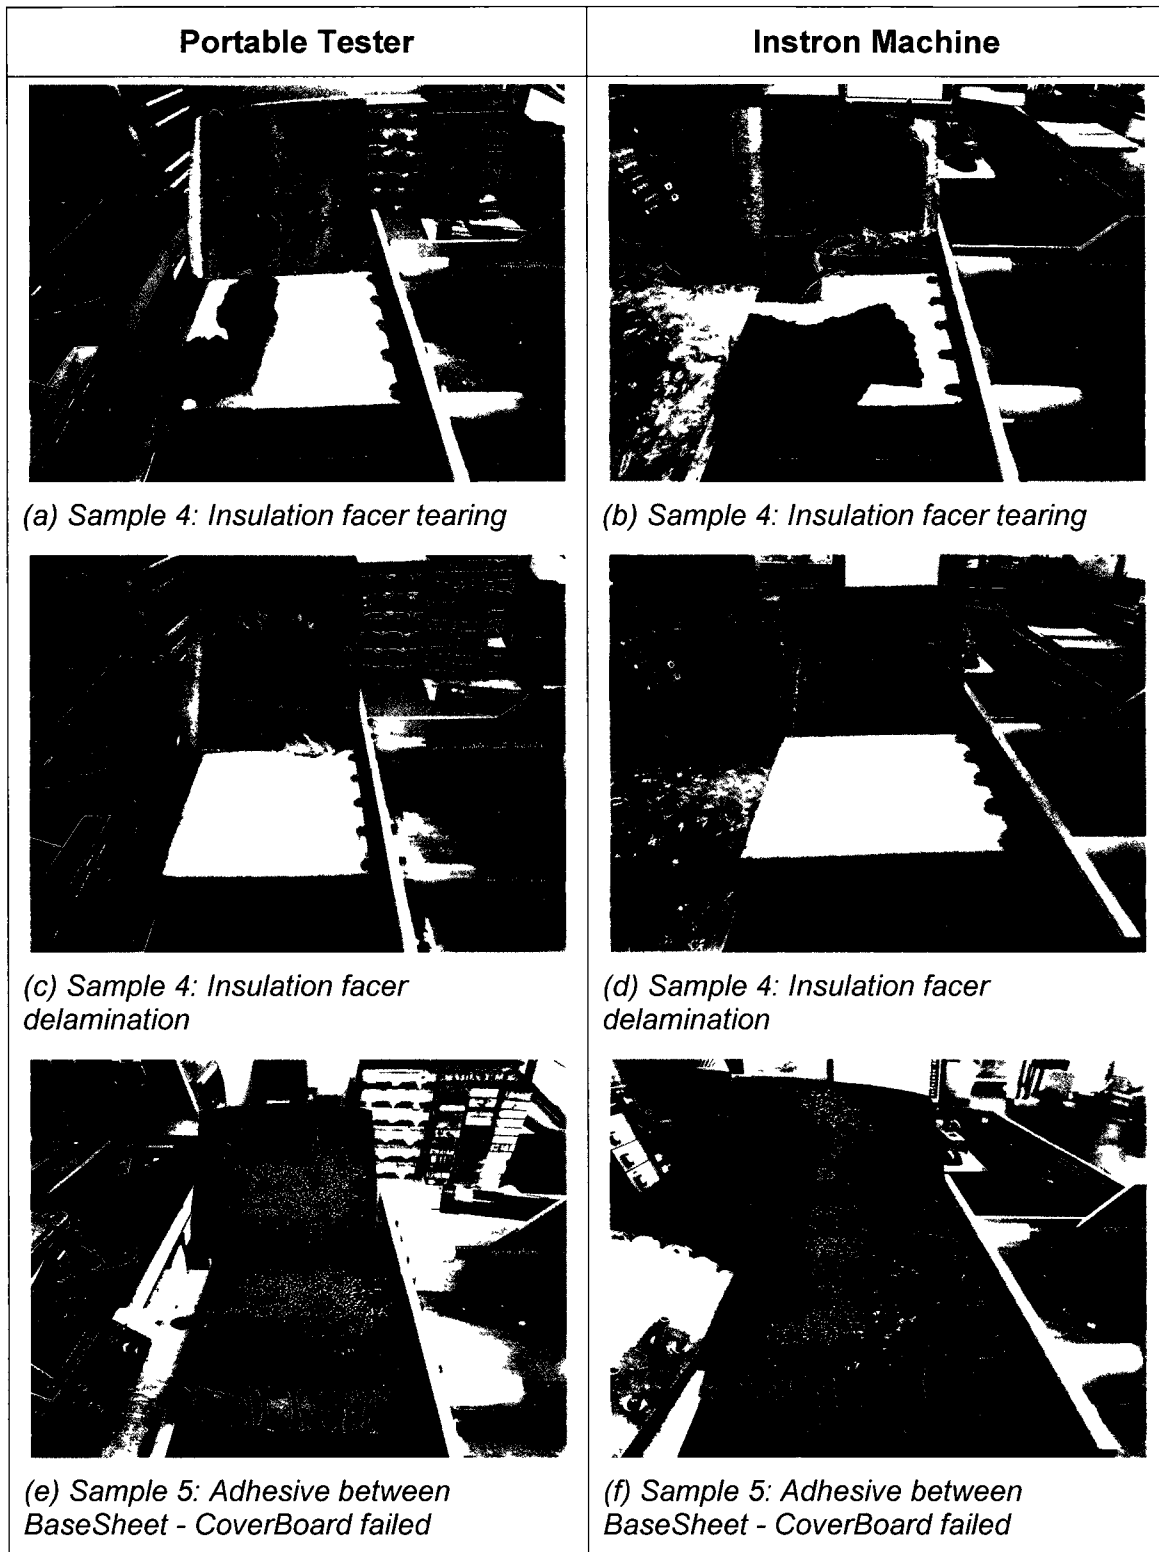 Portable Tester
Instron Machine
(a) Sample 4: Insulation facer tearing
(b) Sample 4: Insulation facer tearing
(c) Sample 4: Insulation facer
delamination
(d) Sample 4: Insulation facer
delamination
(e) Sample 5: Adhesive between
BaseSheet - CoverBoard failed
(f) Sample 5: Adhesive between
BaseSheet - CoverBoard failed